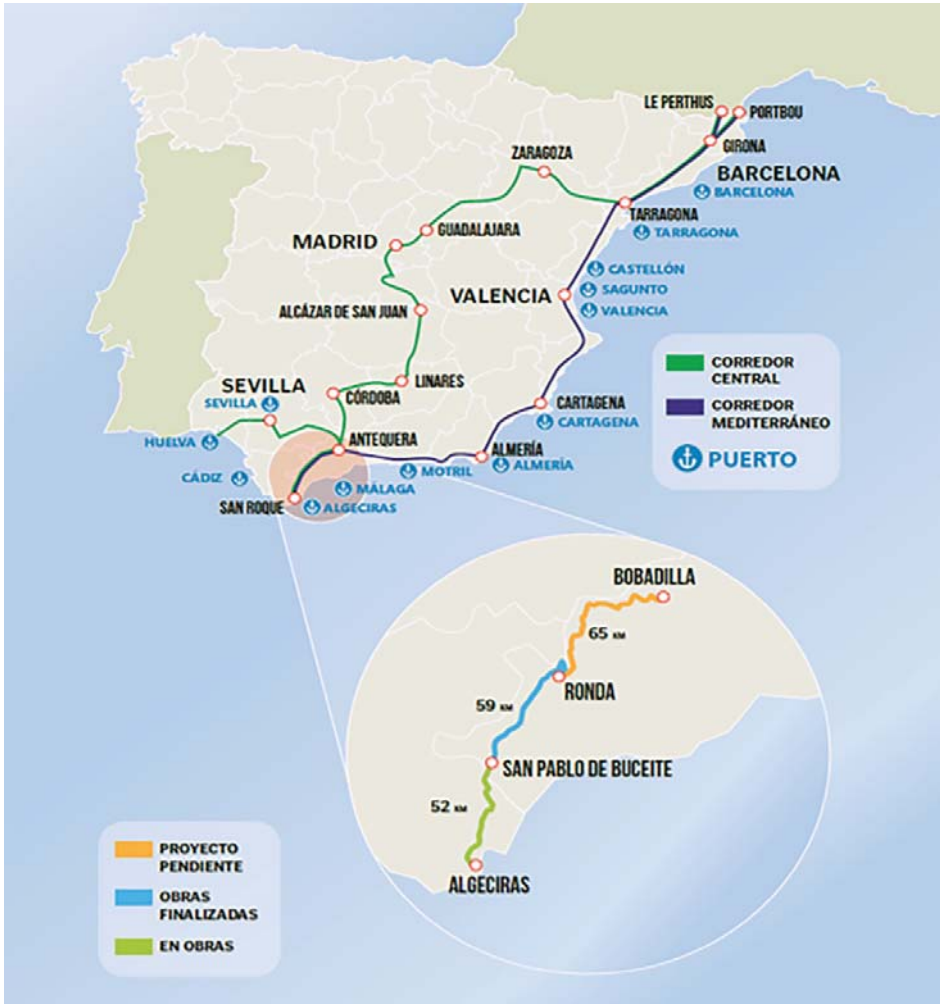 LE PERTHUS
PORTBOU
GIRONA
ZARAGOZA
BARCELONA
BARCELONA
TARRAGONA
TARRAGONA
GUADALAJARA
MADRID
CASTELLÓN
SAGUNTO
VALENCIA
VALENCIA
ALCÁZAR DE SAN JUAN
LINARES
SEVILLA
SEVILLA
CÓRDOBA
CARTAGENA
CARTAGENA
HUELVA
ANTEQUERA
ALMERÍA
ALMERÍA
MOTRIL
CÁDIZ
MÁLAGA
SAN ROQUE
ALGECIRAS
CORREDOR
CENTRAL
CORREDOR
MEDITERRÁNEO
PUERTO
BOBADILLA
65 KM
RONDA
59 KM
SAN PABLO DE BUCEITE
52 KM
ALGECIRAS
PROYECTO
PENDIENTE
OBRAS
FINALIZADAS
EN OBRAS